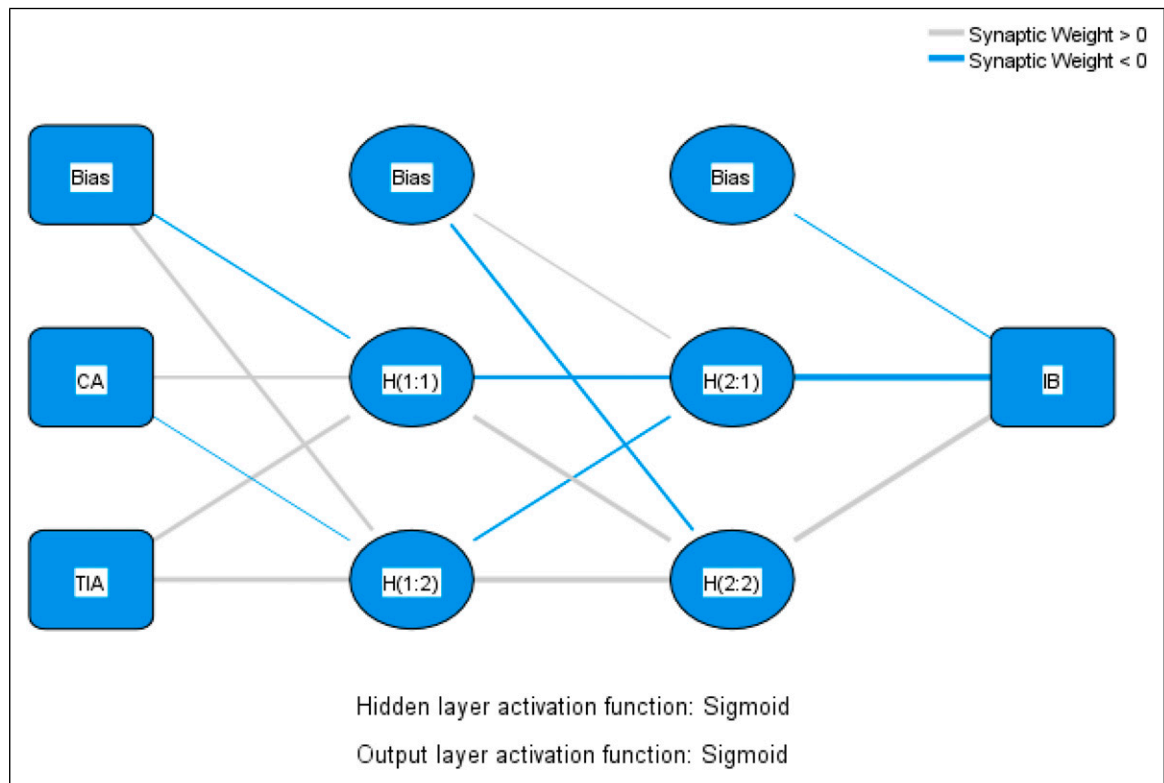 Synaptic Weight > 0
Synaptic Weight < 0
Bias
Bias
Bias
CA
H(1:1)
H(2:1)
IB
TIA
H(1:2)
H(2:2)
Hidden layer activation function: Sigmoid
Output layer activation function: Sigmoid